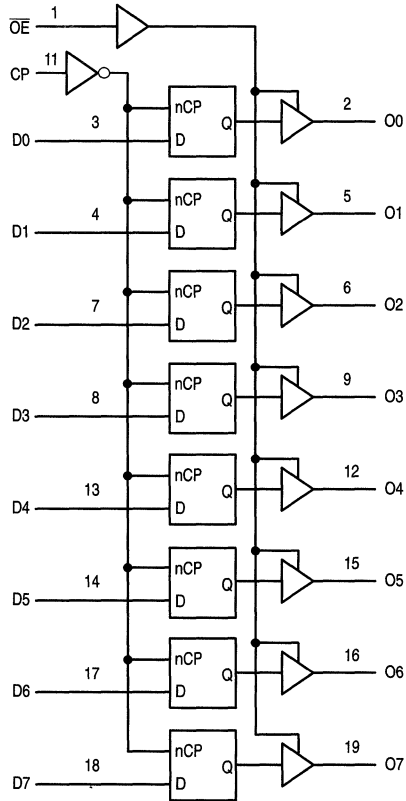 OE 1
CP 11
nCP Q 2 O0
D0 3 D
nCP Q 5 O1
D1 4 D
nCP Q 6 O2
D2 7 D
nCP Q 9 O3
D3 8 D
nCP Q 12 O4
D4 13 D
nCP Q 15 O5
D5 14 D
nCP Q 16 O6
D6 17 D
nCP Q 19 O7
D7 18 D